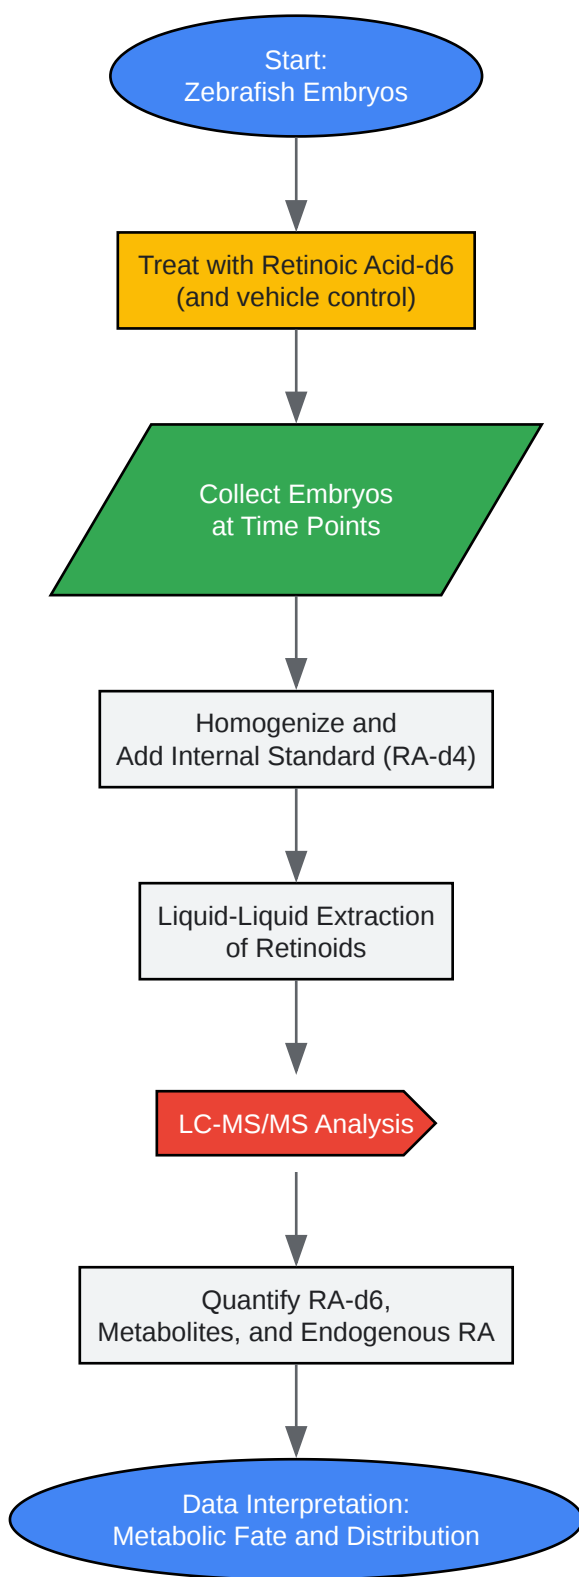 Start:
Zebrafish Embryos
Treat with Retinoic Acid-d6
(and vehicle control)
Collect Embryos
at Time Points
Homogenize and
Add Internal Standard (RA-d4)
Liquid-Liquid Extraction
of Retinoids
LC-MS/MS Analysis
Quantify RA-d6,
Metabolites, and Endogenous RA
Data Interpretation:
Metabolic Fate and Distribution